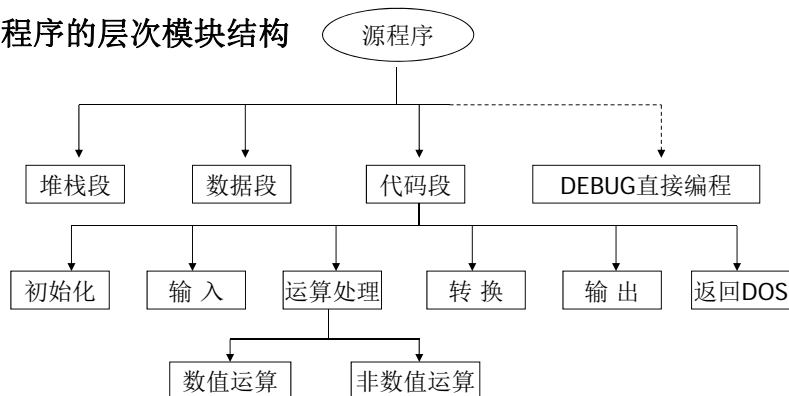 程序的层次模块结构
源程序
堆栈段 数据段 代码段 DEBUG直接编程
初始化 输 入 运算处理 转 换 输 出 返回DOS
数值运算 非数值运算